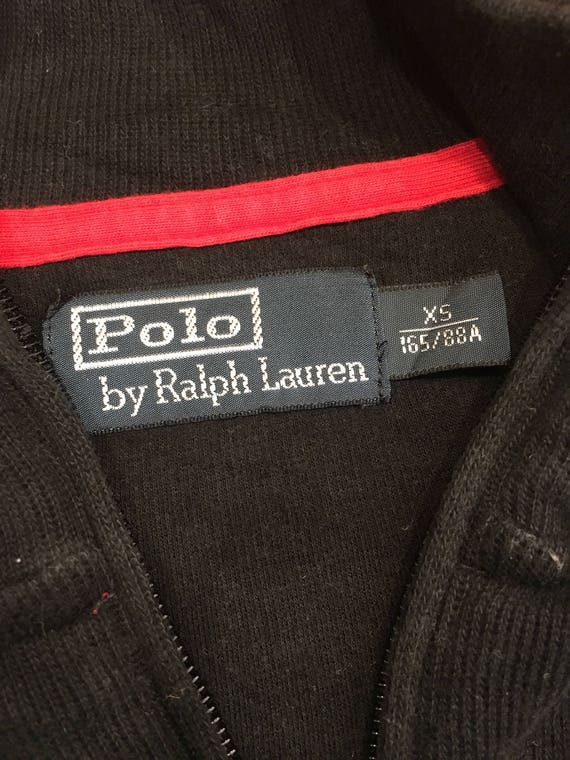 Polo
by Ralph Lauren
XS
165/88A